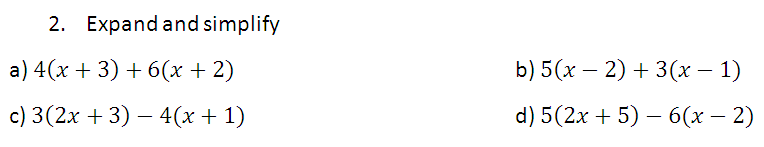 2. Expand and simplify
a) 4(x + 3) + 6(x + 2) b) 5(x − 2) + 3(x − 1)
c) 3(2x + 3) − 4(x + 1) d) 5(2x + 5) − 6(x − 2)